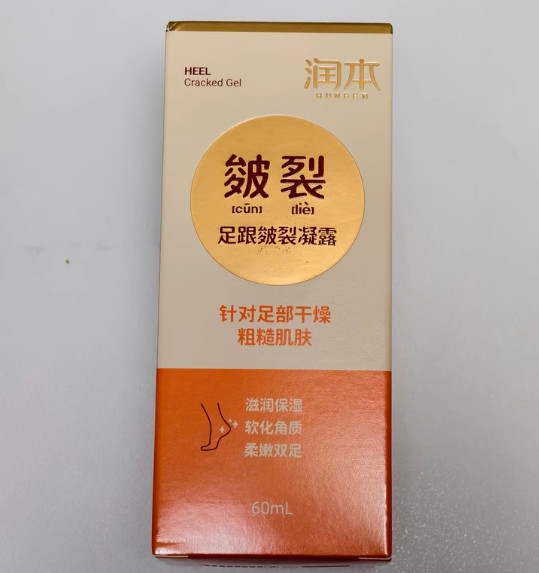 HEEL
Cracked Gel
润本
RUNBEN
皴裂
[cūn] [liè]
足跟皴裂凝露
针对足部干燥
粗糙肌肤
滋润保湿
软化角质
柔嫩双足
60mL